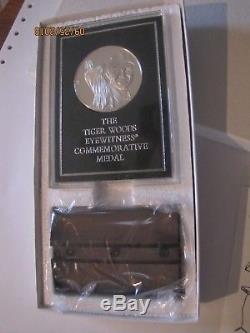 THE
TIGER WOODS
EYEWITNESS®
COMMEMORATIVE
MEDAL